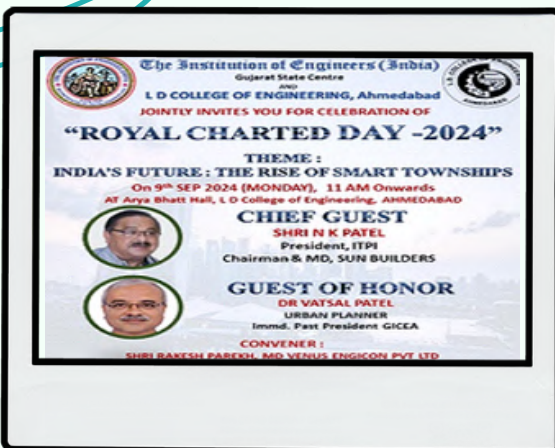 The Institution of Engineers (India)
Gujarat State Centre
AND
L D COLLEGE OF ENGINEERING, Ahmedabad
JOINTLY INVITES YOU FOR CELEBRATION OF
“ROYAL CHARTED DAY -2024”
THEME :
INDIA'S FUTURE : THE RISE OF SMART TOWNSHIPS
On 9th SEP 2024 (MONDAY), 11 AM Onwards
AT Arya Bhatt Hall, L D College of Engineering, AHMEDABAD
CHIEF GUEST
SHRI N K PATEL
President, ITPI
Chairman & MD, SUN BUILDERS
GUEST OF HONOR
DR VATSAL PATEL
URBAN PLANNER
Immd. Past President GICEA
CONVENER :
SHRI RAKESH PAREKH, MD VENUS ENGICON PVT LTD